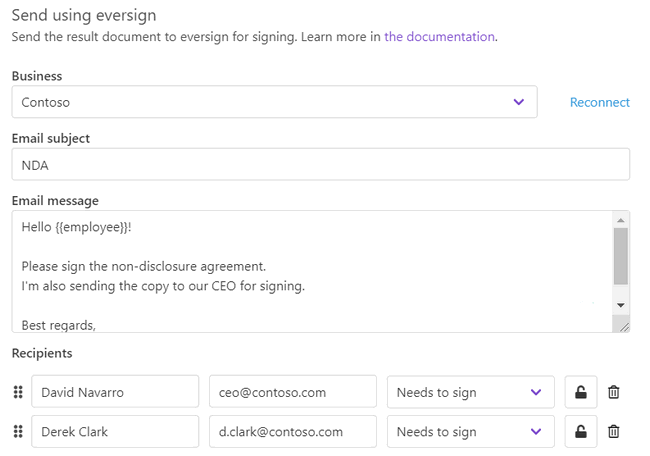 Send using eversign
Send the result document to eversign for signing. Learn more in the documentation.
Business
Contoso
Reconnect
Email subject
NDA
Email message
Hello {{employee}}!
Please sign the non-disclosure agreement.
I'm also sending the copy to our CEO for signing.
Best regards,
Recipients
David Navarro ceo@contoso.com Needs to sign
Derek Clark d.clark@contoso.com Needs to sign